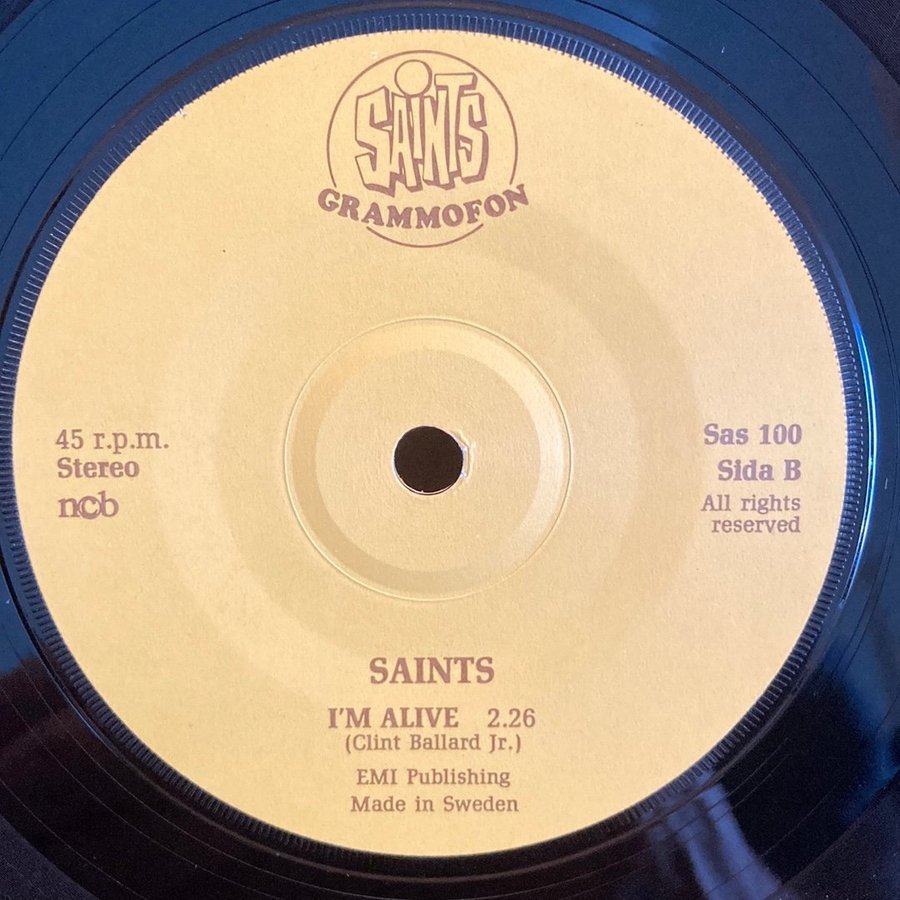 SAINTS
GRAMMOFON
45 r.p.m.
Stereo
ncb
Sas 100
Sida B
All rights
reserved
SAINTS
I'M ALIVE 2.26
(Clint Ballard Jr.)
EMI Publishing
Made in Sweden